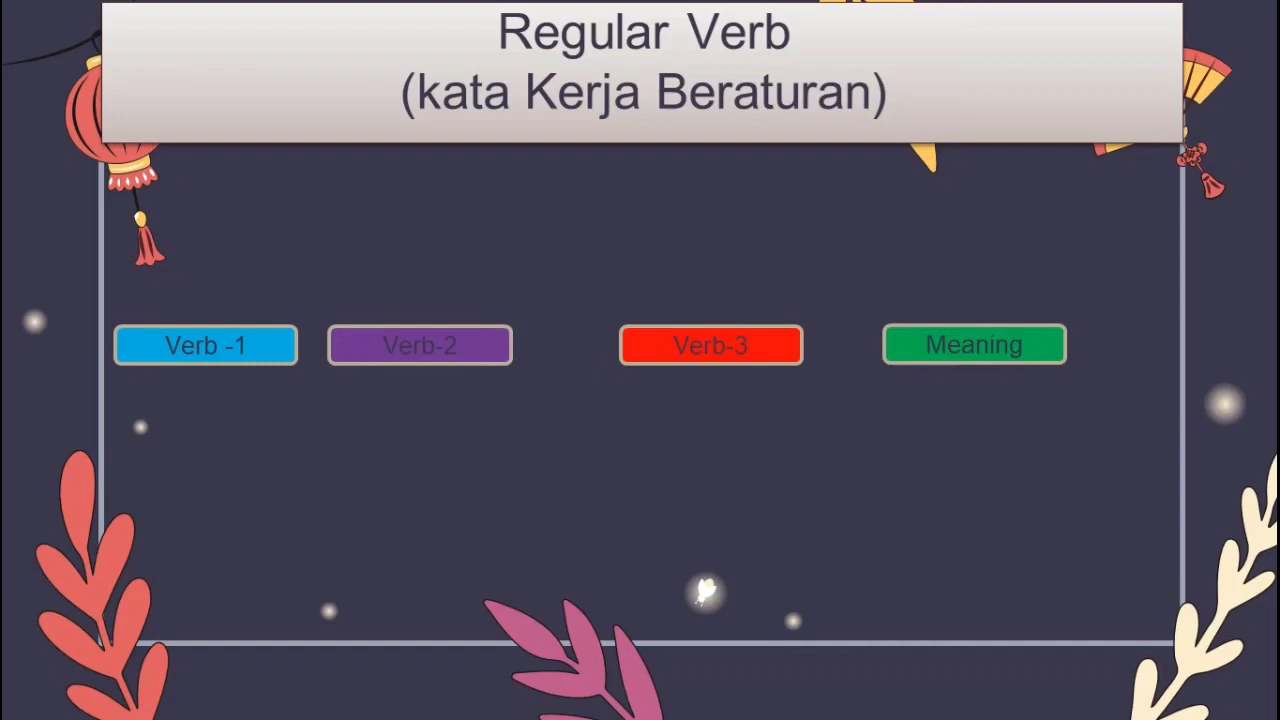 Regular Verb
(kata Kerja Beraturan)
Verb -1
Verb-2
Verb-3
Meaning